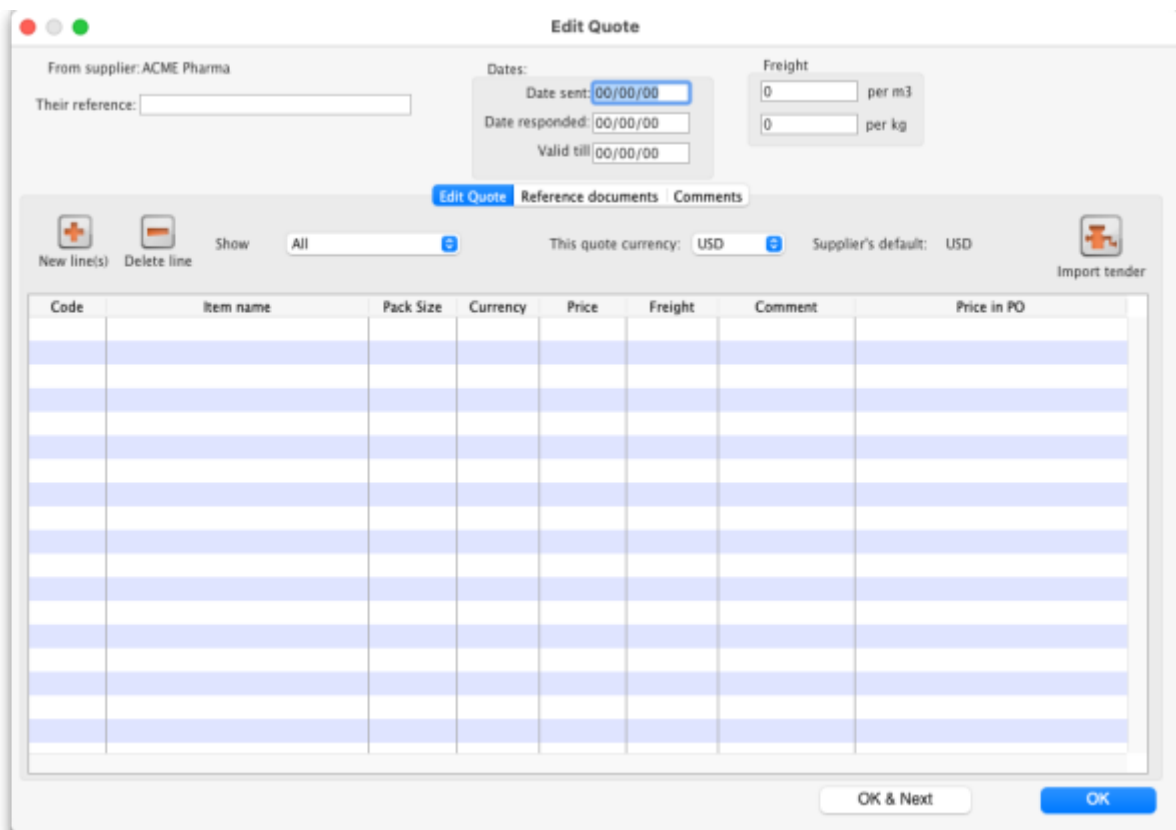 Edit Quote
From supplier: ACME Pharma
Their reference:
Dates:
Date sent: 00/00/00
Date responded: 00/00/00
Valid till 00/00/00
Freight
0 per m3
0 per kg
Edit Quote Reference documents Comments
New line(s) Delete line Show All This quote currency: USD Supplier's default: USD Import tender
Code Item name Pack Size Currency Price Freight Comment Price in PO
OK & Next OK